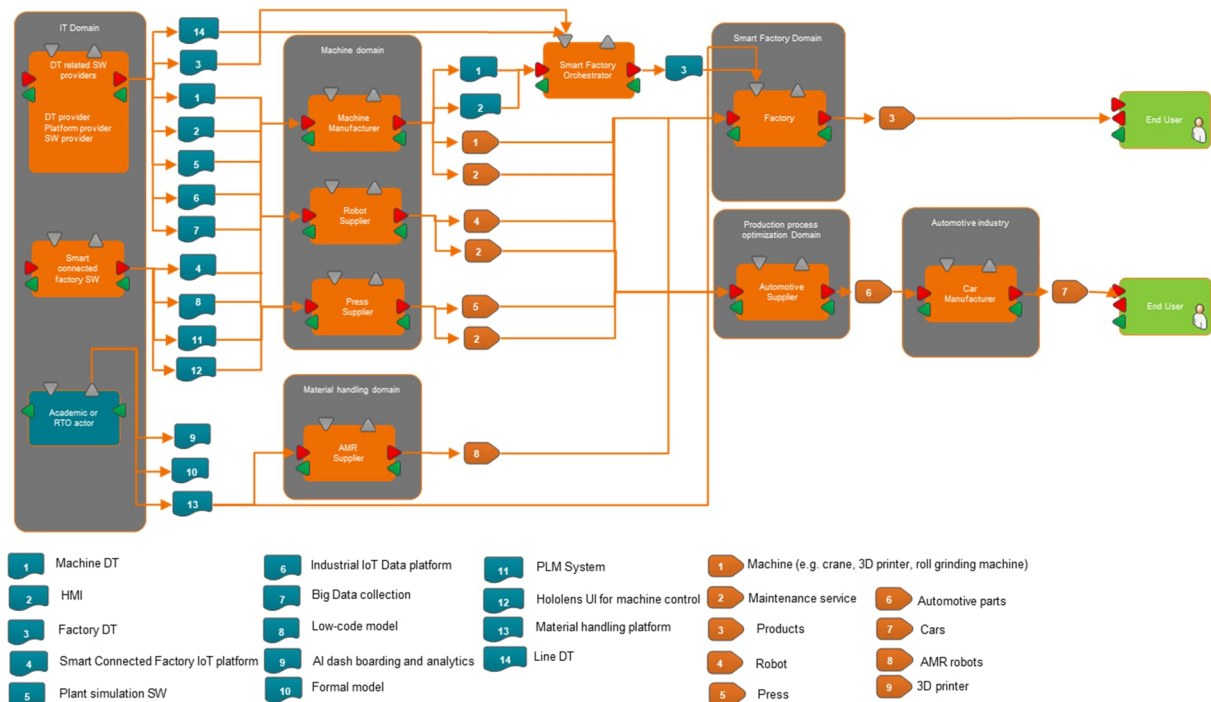 IT Domain
DT related SW
providers
DT provider
Platform provider
SW provider
Smart
connected
factory SW
Academic or
RTO actor
14
3
1
2
5
6
7
4
8
11
12
9
10
13
Machine domain
Machine
Manufacturer
Robot
Supplier
Press
Supplier
Material handling domain
AMR
Supplier
1
2
1
2
4
2
5
2
8
Smart Factory
Orchestrator
3
Smart Factory Domain
Factory
3
End User
Production process
optimization Domain
Automotive
Supplier
6
Automotive industry
Car
Manufacturer
7
End User
1 Machine DT
2 HMI
3 Factory DT
4 Smart Connected Factory IoT platform
5 Plant simulation SW
6 Industrial IoT Data platform
7 Big Data collection
8 Low-code model
9 AI dash boarding and analytics
10 Formal model
11 PLM System
12 Hololens UI for machine control
13 Material handling platform
14 Line DT
1 Machine (e.g. crane, 3D printer, roll grinding machine)
2 Maintenance service
3 Products
4 Robot
5 Press
6 Automotive parts
7 Cars
8 AMR robots
9 3D printer